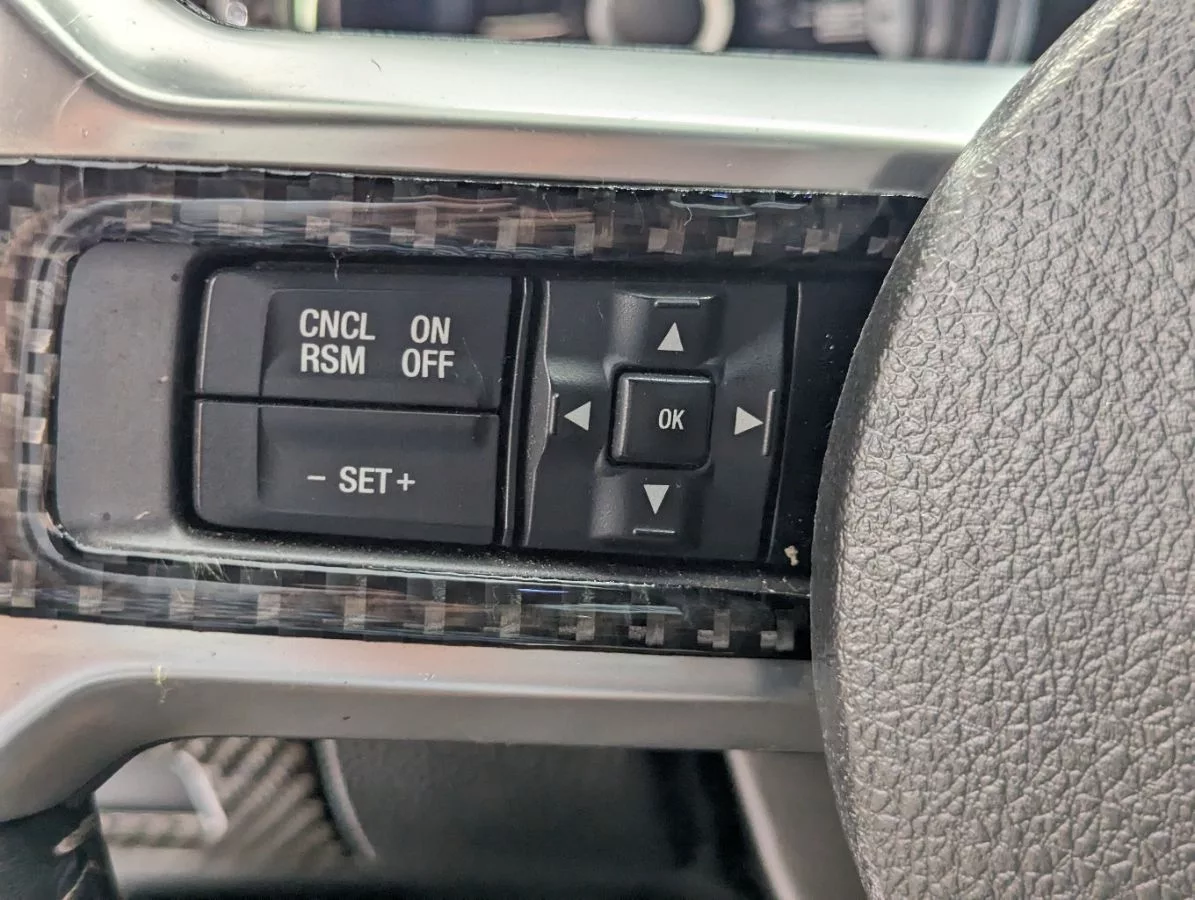 CNCL ON
RSM OFF
OK
- SET +